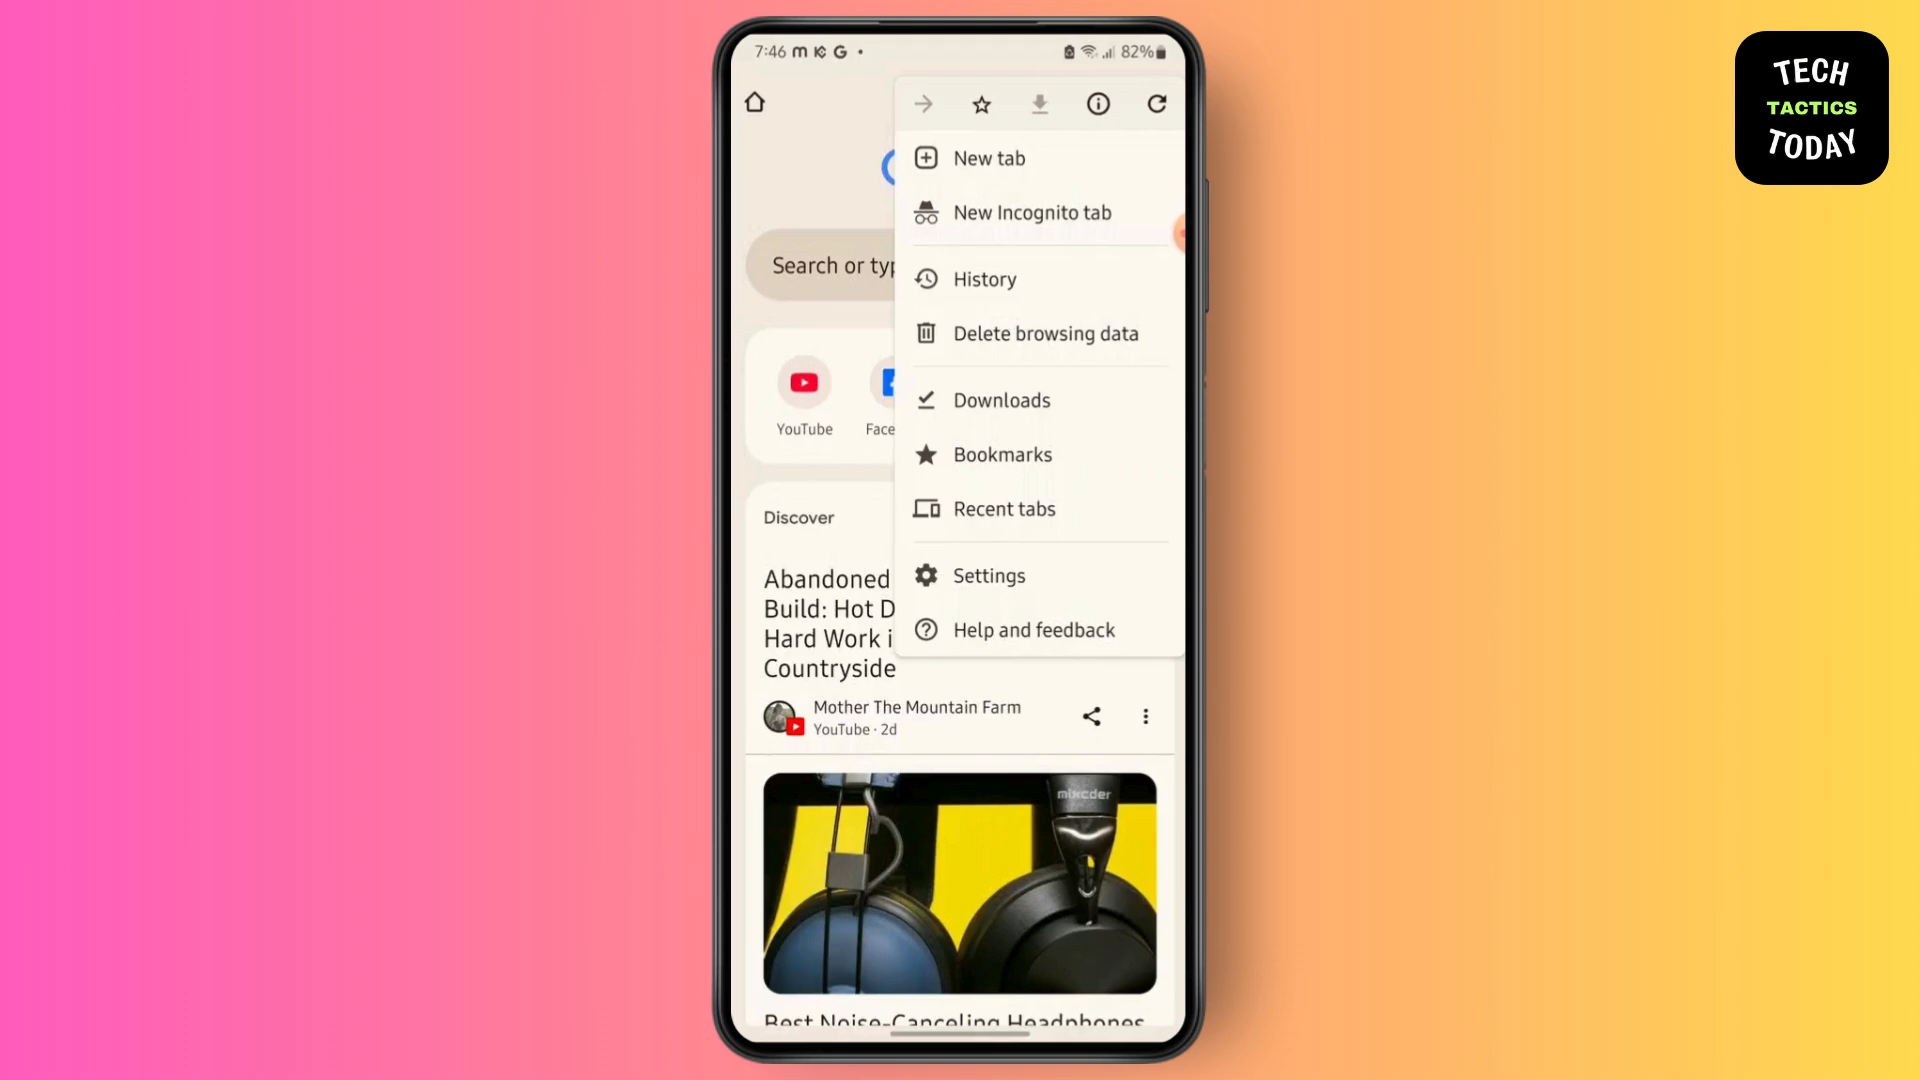 TECH
TACTICS
TODAY
7:46
82%
New tab
New Incognito tab
Search or typ
History
Delete browsing data
YouTube
Face
Downloads
Bookmarks
Recent tabs
Discover
Settings
Help and feedback
Abandoned
Build: Hot D
Hard Work i
Countryside
Mother The Mountain Farm
YouTube · 2d
mixcder
Best Noise-Canceling Headphones